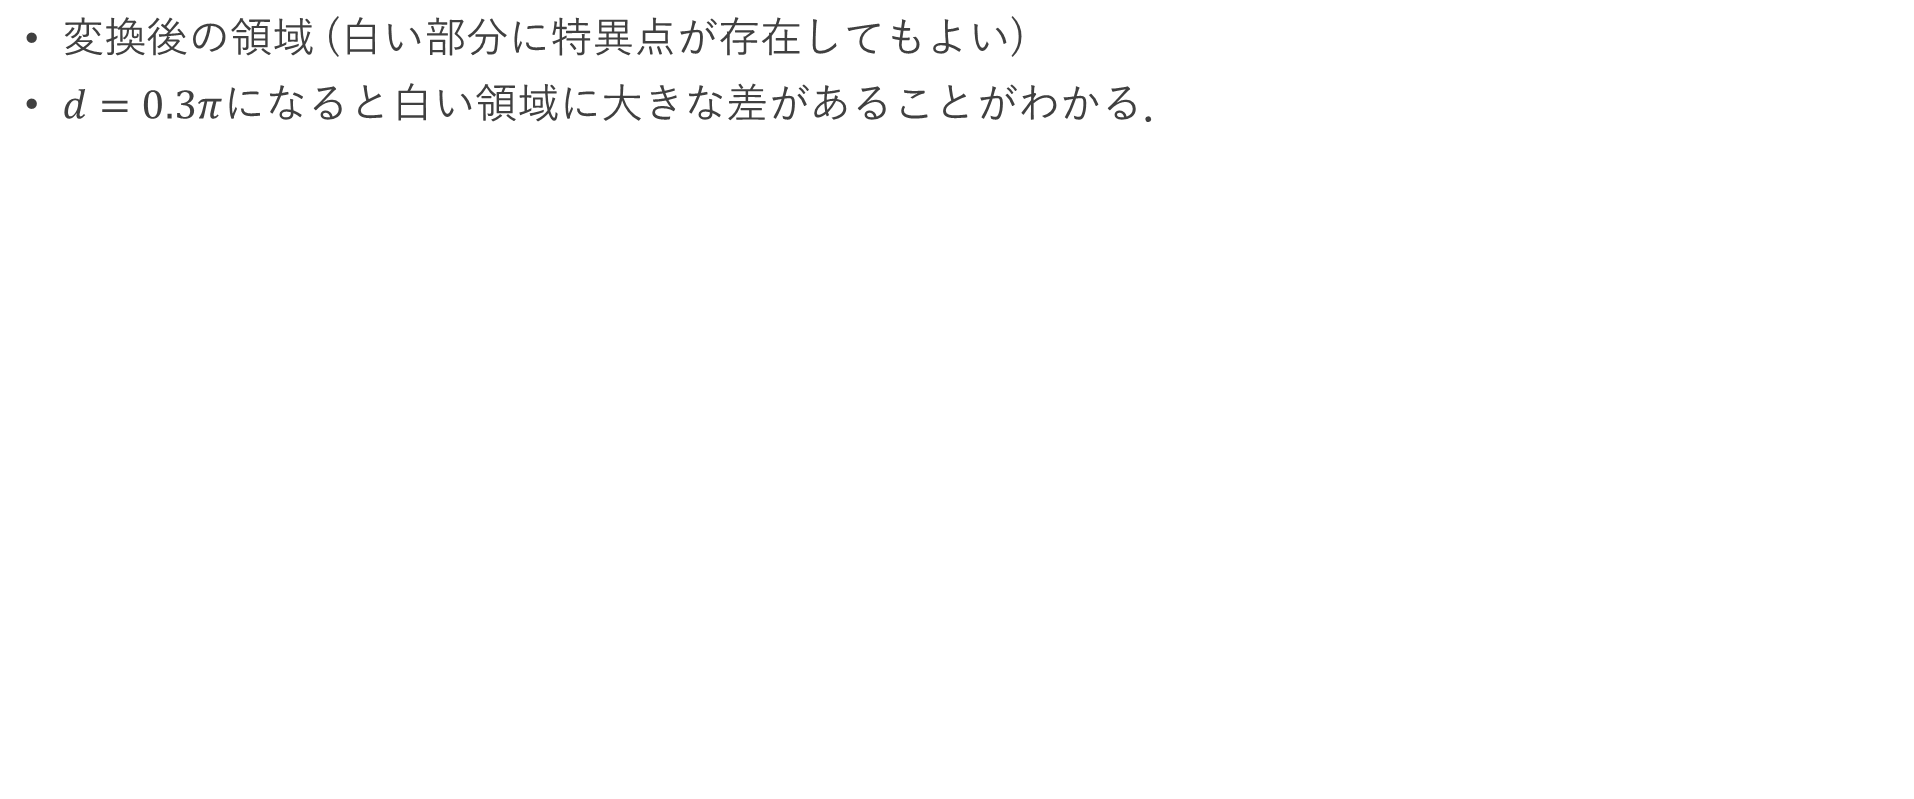 • 変換後の領域 (白い部分に特異点が存在してもよい)
• d = 0.3πになると白い領域に大きな差があることがわかる．